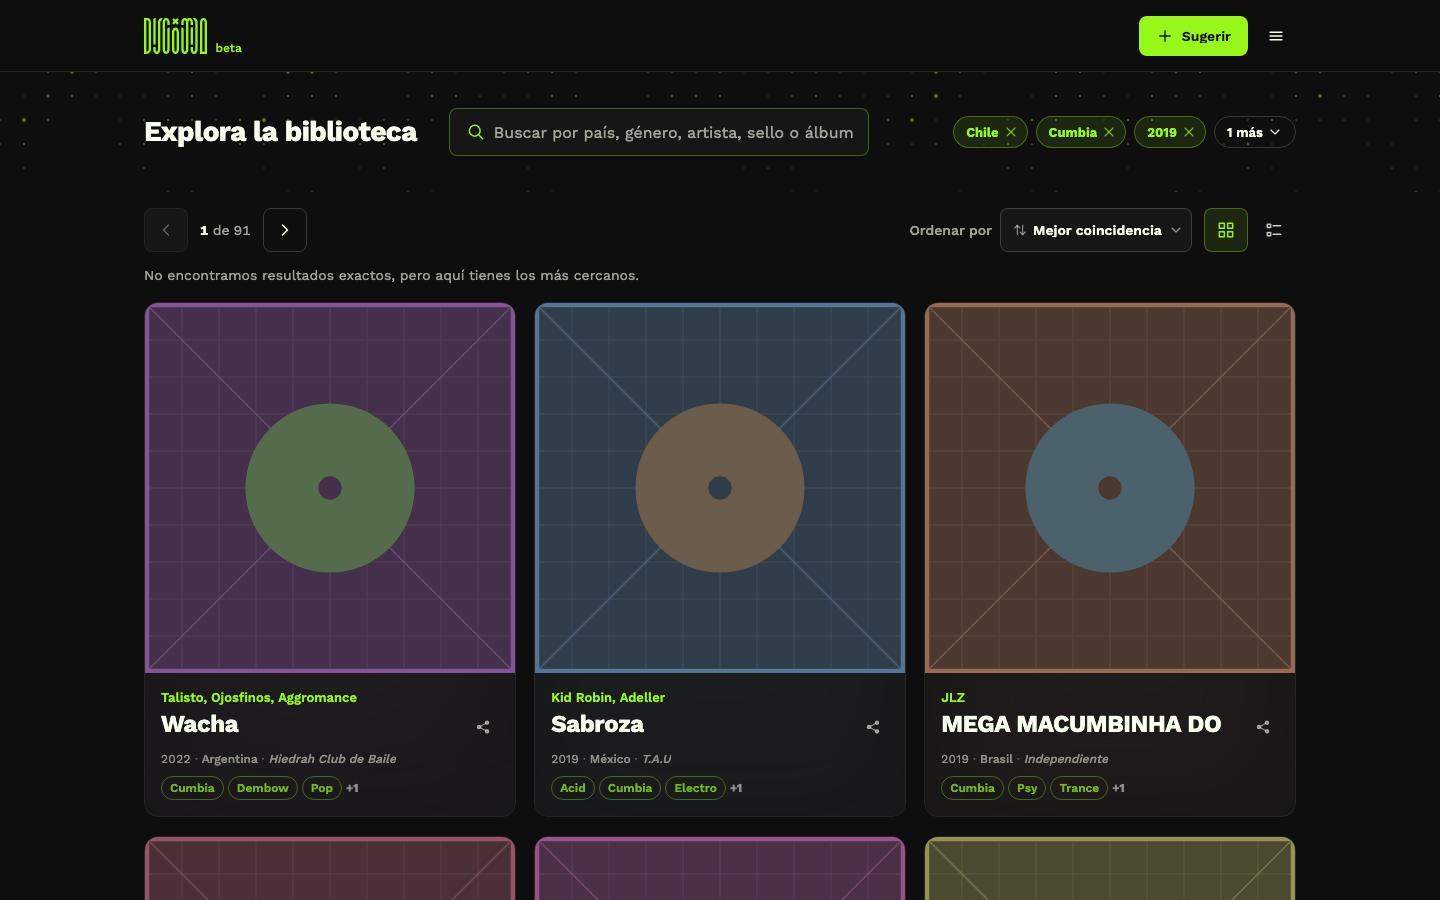 beta
Sugerir
Explora la biblioteca
Buscar por país, género, artista, sello o álbum
Chile
Cumbia
2019
1 más
1 de 91
Ordenar por
Mejor coincidencia
No encontramos resultados exactos, pero aquí tienes los más cercanos.
Talisto, Ojosfinos, Aggromance
Wacha
2022 · Argentina · Hiedrah Club de Baile
Cumbia Dembow Pop +1
Kid Robin, Adeller
Sabroza
2019 · México · T.A.U
Acid Cumbia Electro +1
JLZ
MEGA MACUMBINHA DO
2019 · Brasil · Independiente
Cumbia Psy Trance +1